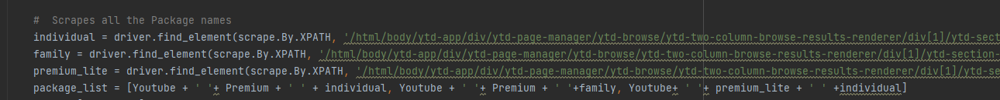 #  Scrapes all the Package names
individual = driver.find_element(scrape.By.XPATH, '/html/body/ytd-app/div/ytd-page-manager/ytd-browse/ytd-two-column-browse-results-renderer/div[1]/ytd-sect
family = driver.find_element(scrape.By.XPATH, '/html/body/ytd-app/div/ytd-page-manager/ytd-browse/ytd-two-column-browse-results-renderer/div[1]/ytd-section-
premium_lite = driver.find_element(scrape.By.XPATH, '/html/body/ytd-app/div/ytd-page-manager/ytd-browse/ytd-two-column-browse-results-renderer/div[1]/ytd-se
package_list = [Youtube + ' '+ Premium + ' ' + individual, Youtube + ' '+ Premium + ' '+family, Youtube+ ' '+ premium_lite + ' ' +individual]